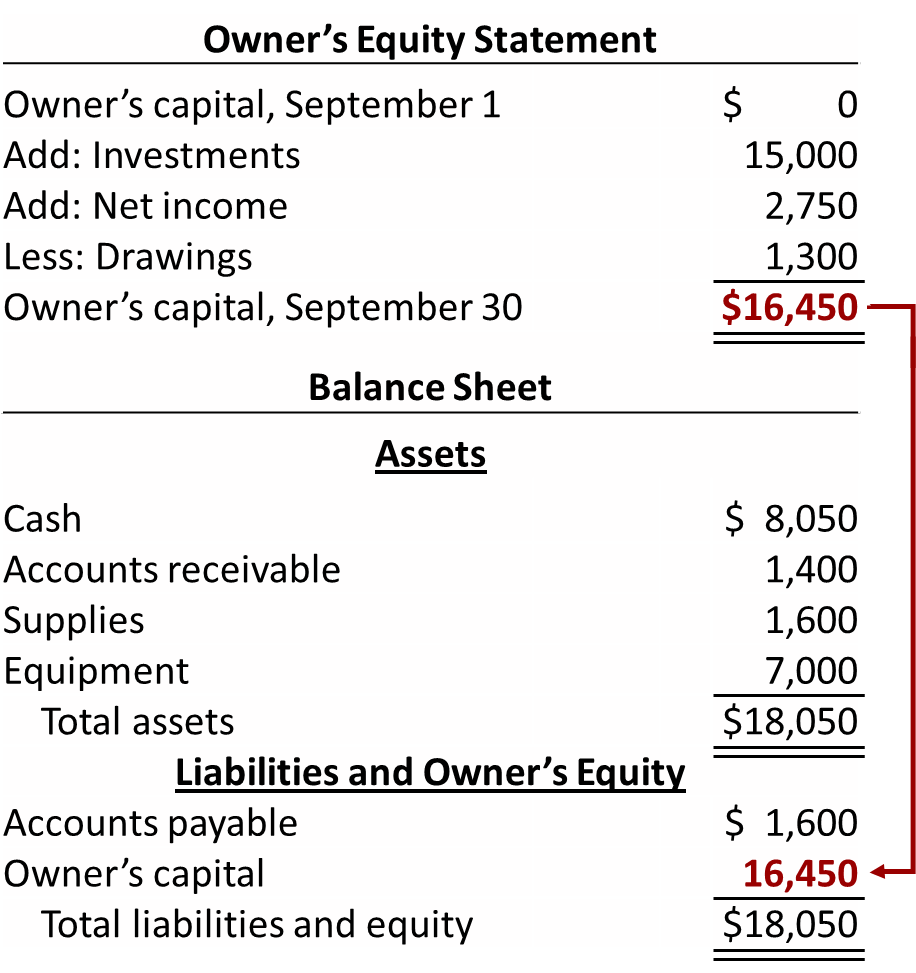 Owner’s Equity Statement
Owner’s capital, September 1 $ 0
Add: Investments 15,000
Add: Net income 2,750
Less: Drawings 1,300
Owner’s capital, September 30 $16,450
Balance Sheet
Assets
Cash $ 8,050
Accounts receivable 1,400
Supplies 1,600
Equipment 7,000
Total assets $18,050
Liabilities and Owner’s Equity
Accounts payable $ 1,600
Owner’s capital 16,450
Total liabilities and equity $18,050